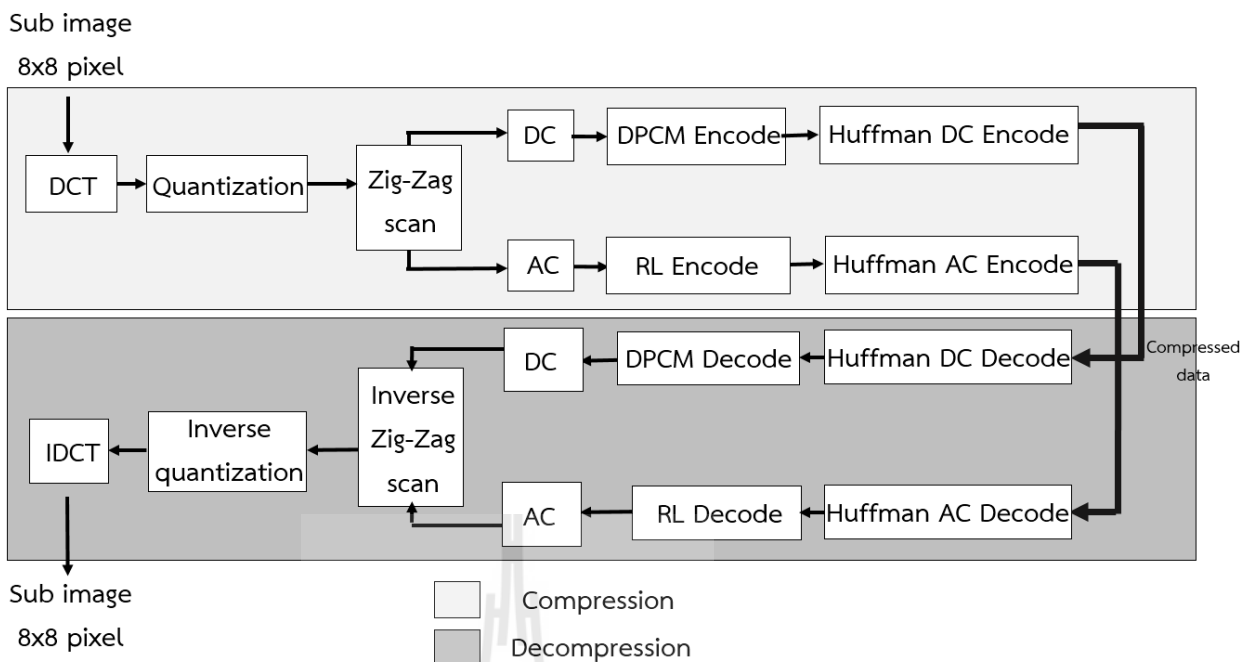 Sub image
8x8 pixel
DCT
Quantization
Zig-Zag
scan
DC
DPCM Encode
Huffman DC Encode
AC
RL Encode
Huffman AC Encode
DC
DPCM Decode
Huffman DC Decode
Compressed
data
Inverse
Zig-Zag
scan
Inverse
quantization
IDCT
AC
RL Decode
Huffman AC Decode
Sub image
8x8 pixel
Compression
Decompression